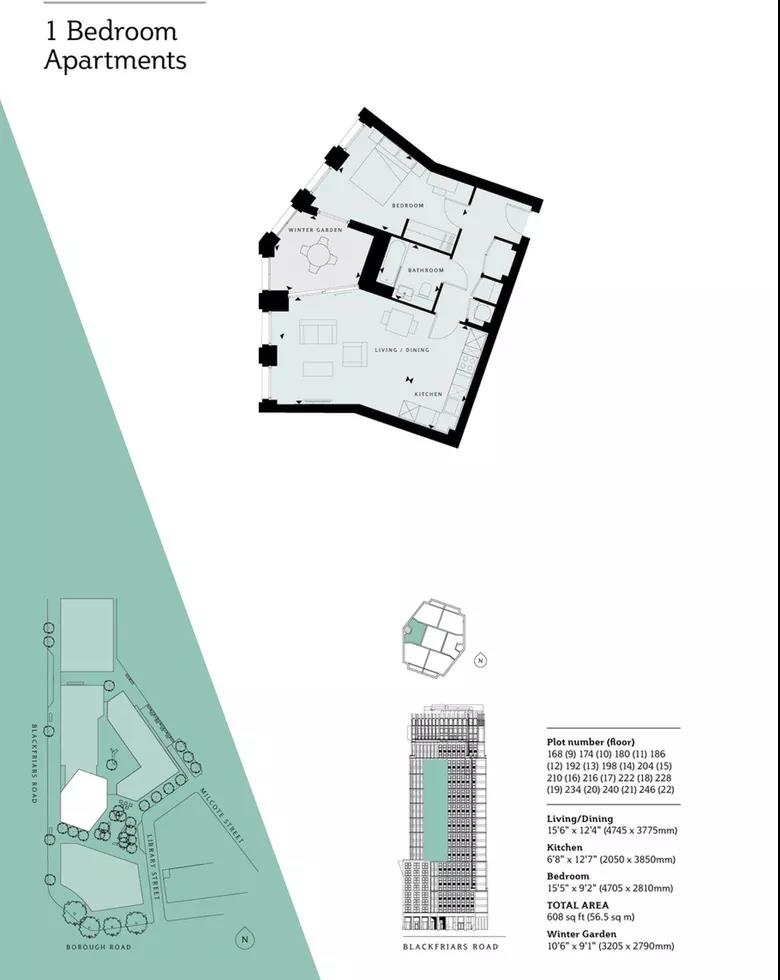 1 Bedroom
Apartments
BEDROOM
WINTER GARDEN
BATHROOM
LIVING / DINING
KITCHEN
N
BLACKFRIARS ROAD
MILCOTE STREET
LIBRARY STREET
BOROUGH ROAD
N
BLACKFRIARS ROAD
Plot number (floor)
168 (9) 174 (10) 180 (11) 186
(12) 192 (13) 198 (14) 204 (15)
210 (16) 216 (17) 222 (18) 228
(19) 234 (20) 240 (21) 246 (22)
Living/Dining
15'6" x 12'4" (4745 x 3775mm)
Kitchen
6'8" x 12'7" (2050 x 3850mm)
Bedroom
15'5" x 9'2" (4705 x 2810mm)
TOTAL AREA
608 sq ft (56.5 sq m)
Winter Garden
10'6" x 9'1" (3205 x 2790mm)